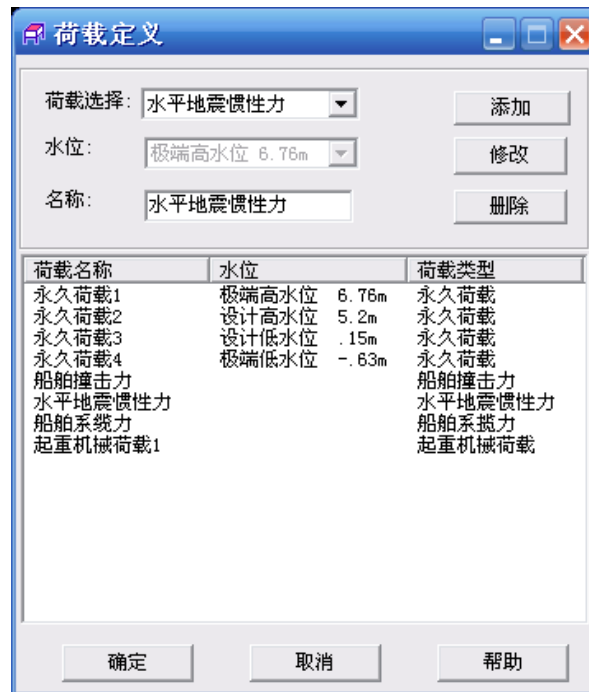 荷载定义
荷载选择: 水平地震惯性力 添加
水位: 极端高水位 6.76m 修改
名称: 水平地震惯性力 删除
荷载名称 水位 荷载类型
永久荷载1 极端高水位 6.76m 永久荷载
永久荷载2 设计高水位 5.2m 永久荷载
永久荷载3 设计低水位 .15m 永久荷载
永久荷载4 极端低水位 -.63m 永久荷载
船舶撞击力 船舶撞击力
水平地震惯性力 水平地震惯性力
船舶系缆力 船舶系揽力
起重机械荷载1 起重机械荷载
确定 取消 帮助